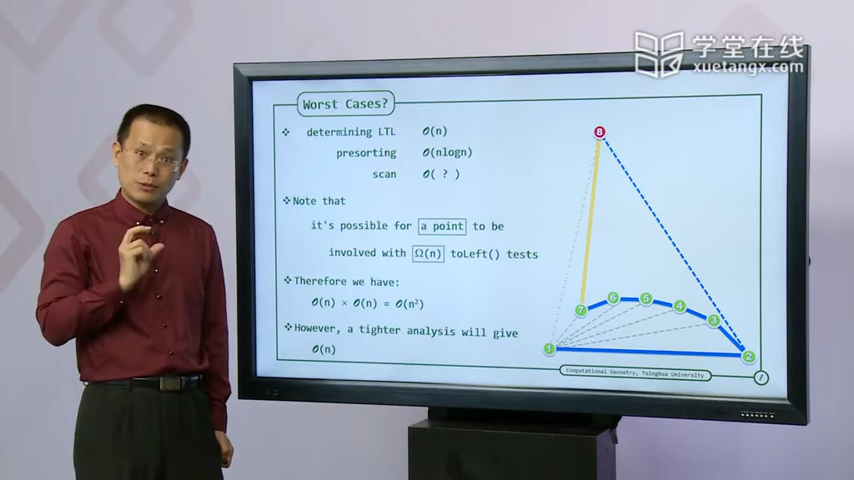 学堂在线
xuetangx.com
Worst Cases?
determining LTL O(n)
presorting O(nlogn)
scan O( ? )
Note that
it's possible for a point to be
involved with Ω(n) toLeft() tests
Therefore we have:
O(n) × O(n) = O(n²)
However, a tighter analysis will give
O(n)
8
7
6
5
4
3
1
2
Computational Geometry, Tsinghua University
7